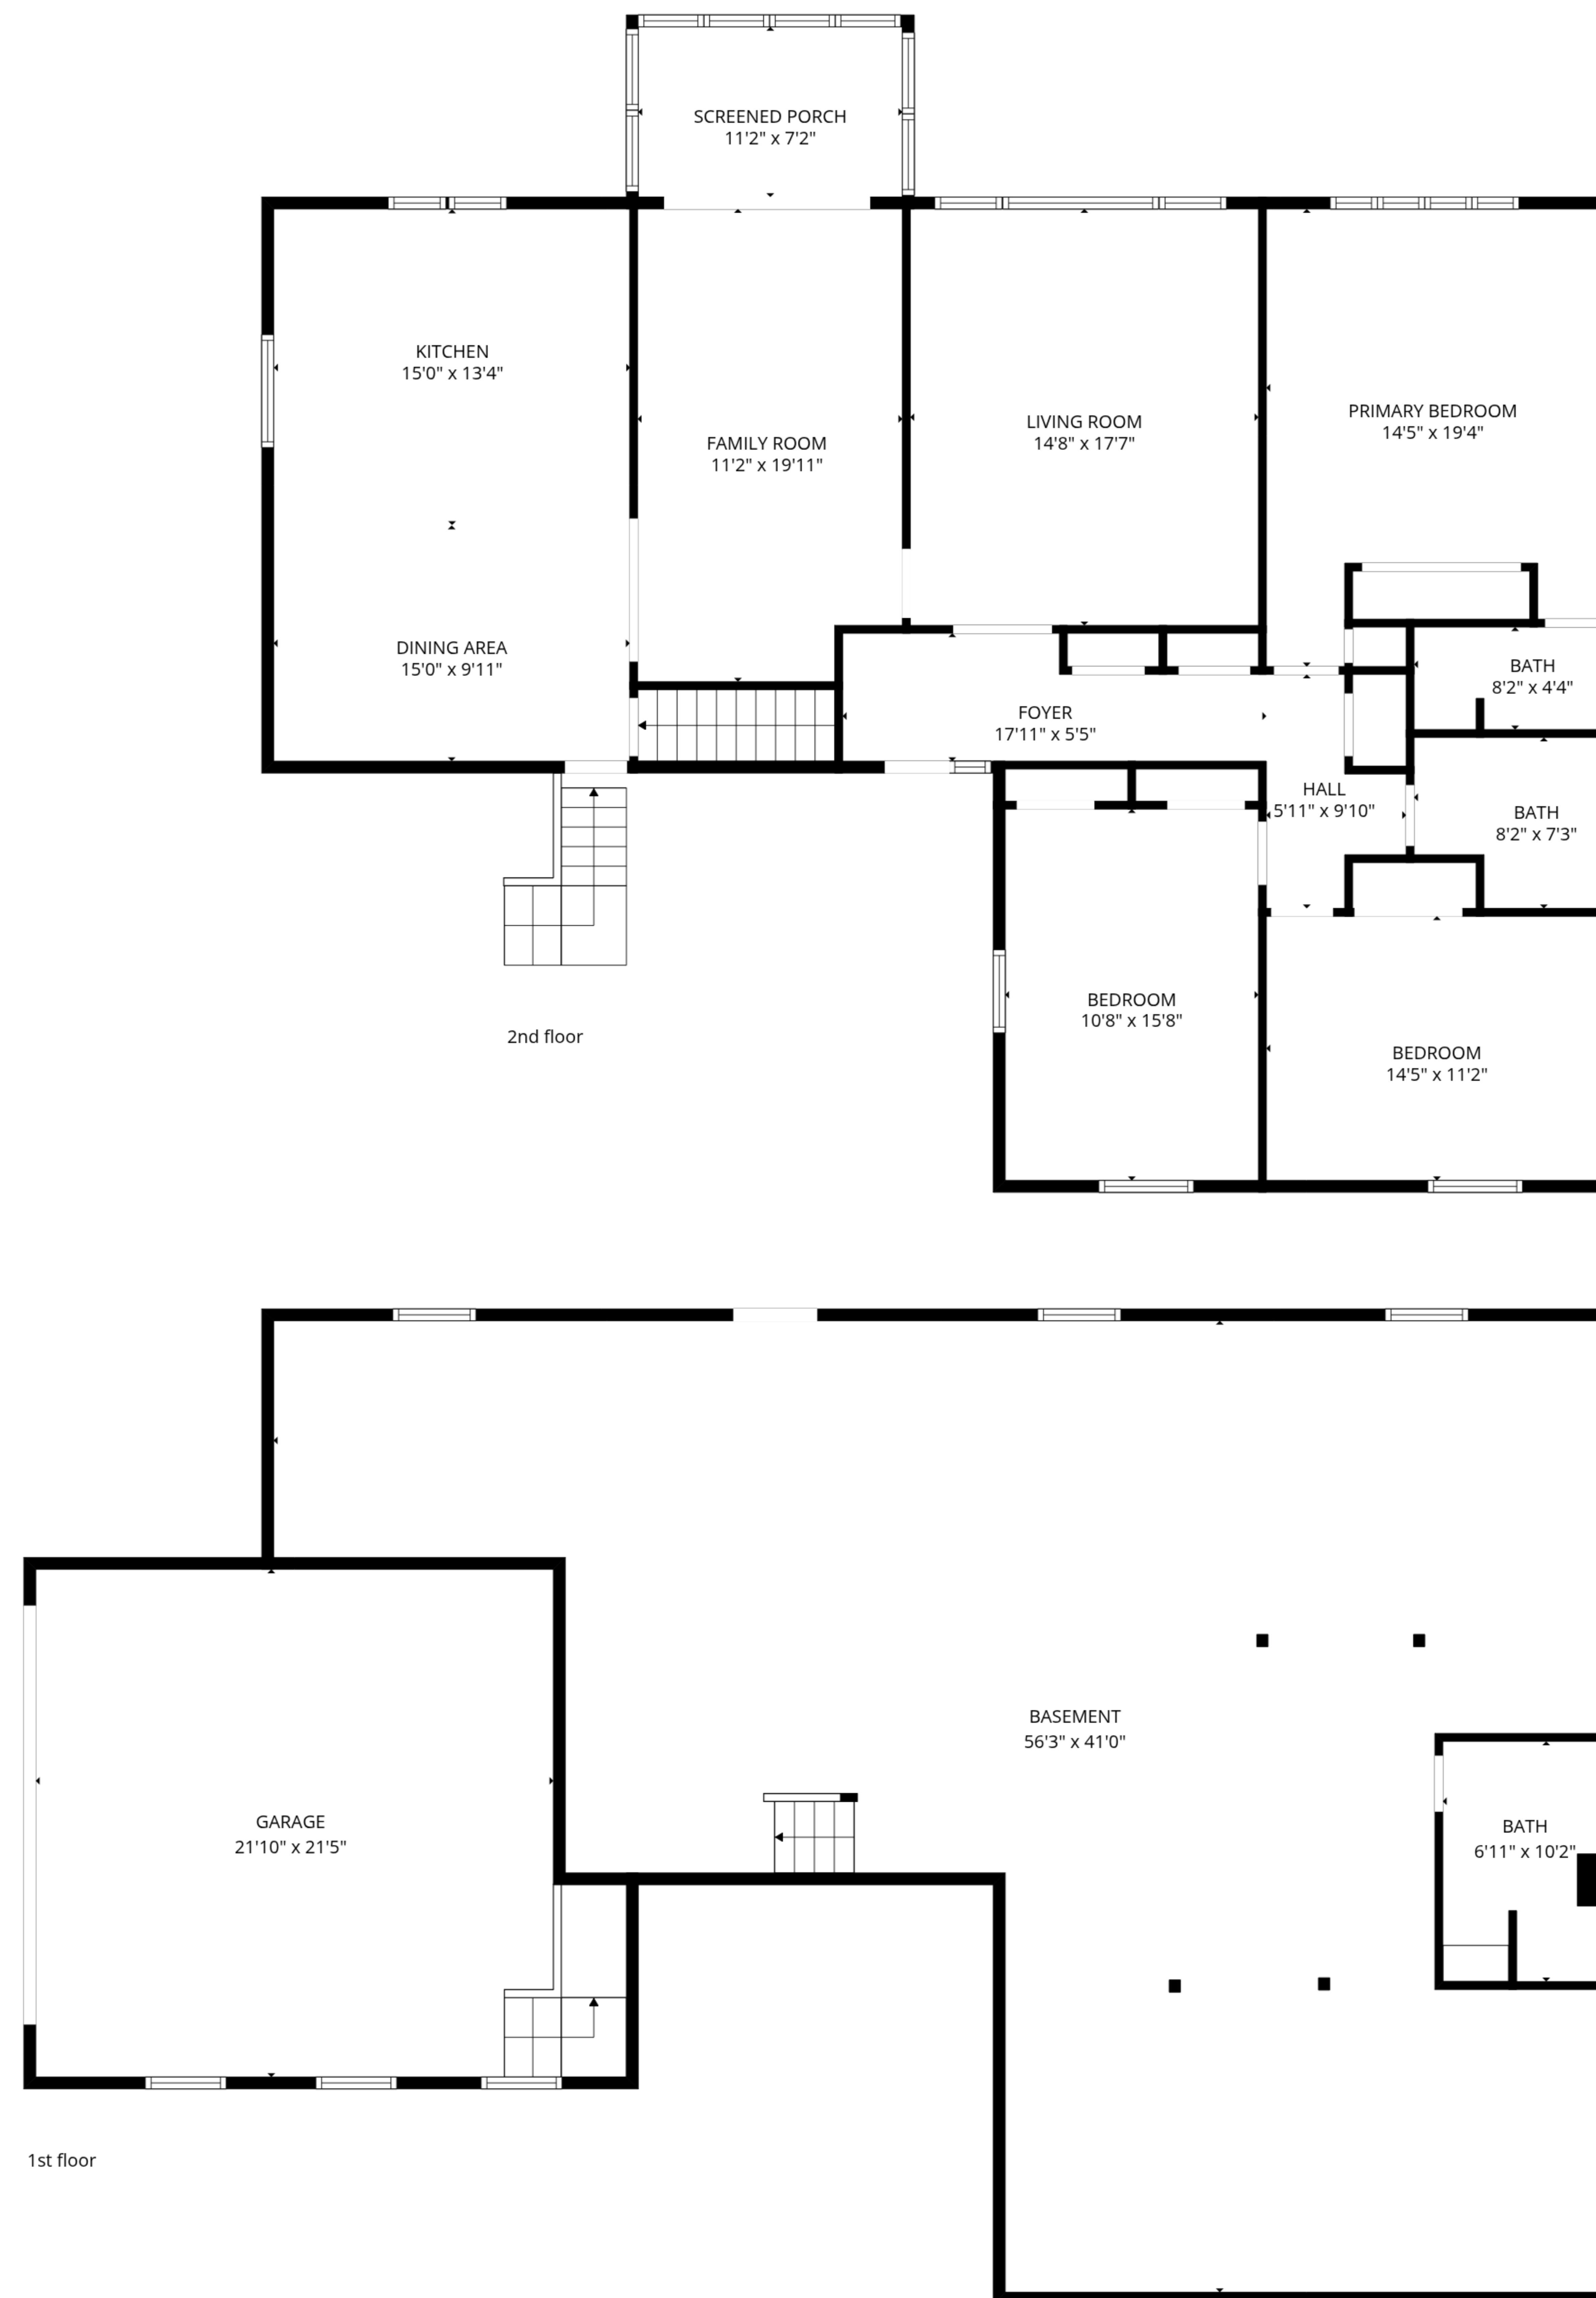 SCREENED PORCH
11'2" x 7'2"
KITCHEN
15'0" x 13'4"
FAMILY ROOM
11'2" x 19'11"
LIVING ROOM
14'8" x 17'7"
PRIMARY BEDROOM
14'5" x 19'4"
DINING AREA
15'0" x 9'11"
BATH
8'2" x 4'4"
FOYER
17'11" x 5'5"
HALL
5'11" x 9'10"
BATH
8'2" x 7'3"
BEDROOM
10'8" x 15'8"
BEDROOM
14'5" x 11'2"
2nd floor
BASEMENT
56'3" x 41'0"
GARAGE
21'10" x 21'5"
BATH
6'11" x 10'2"
1st floor